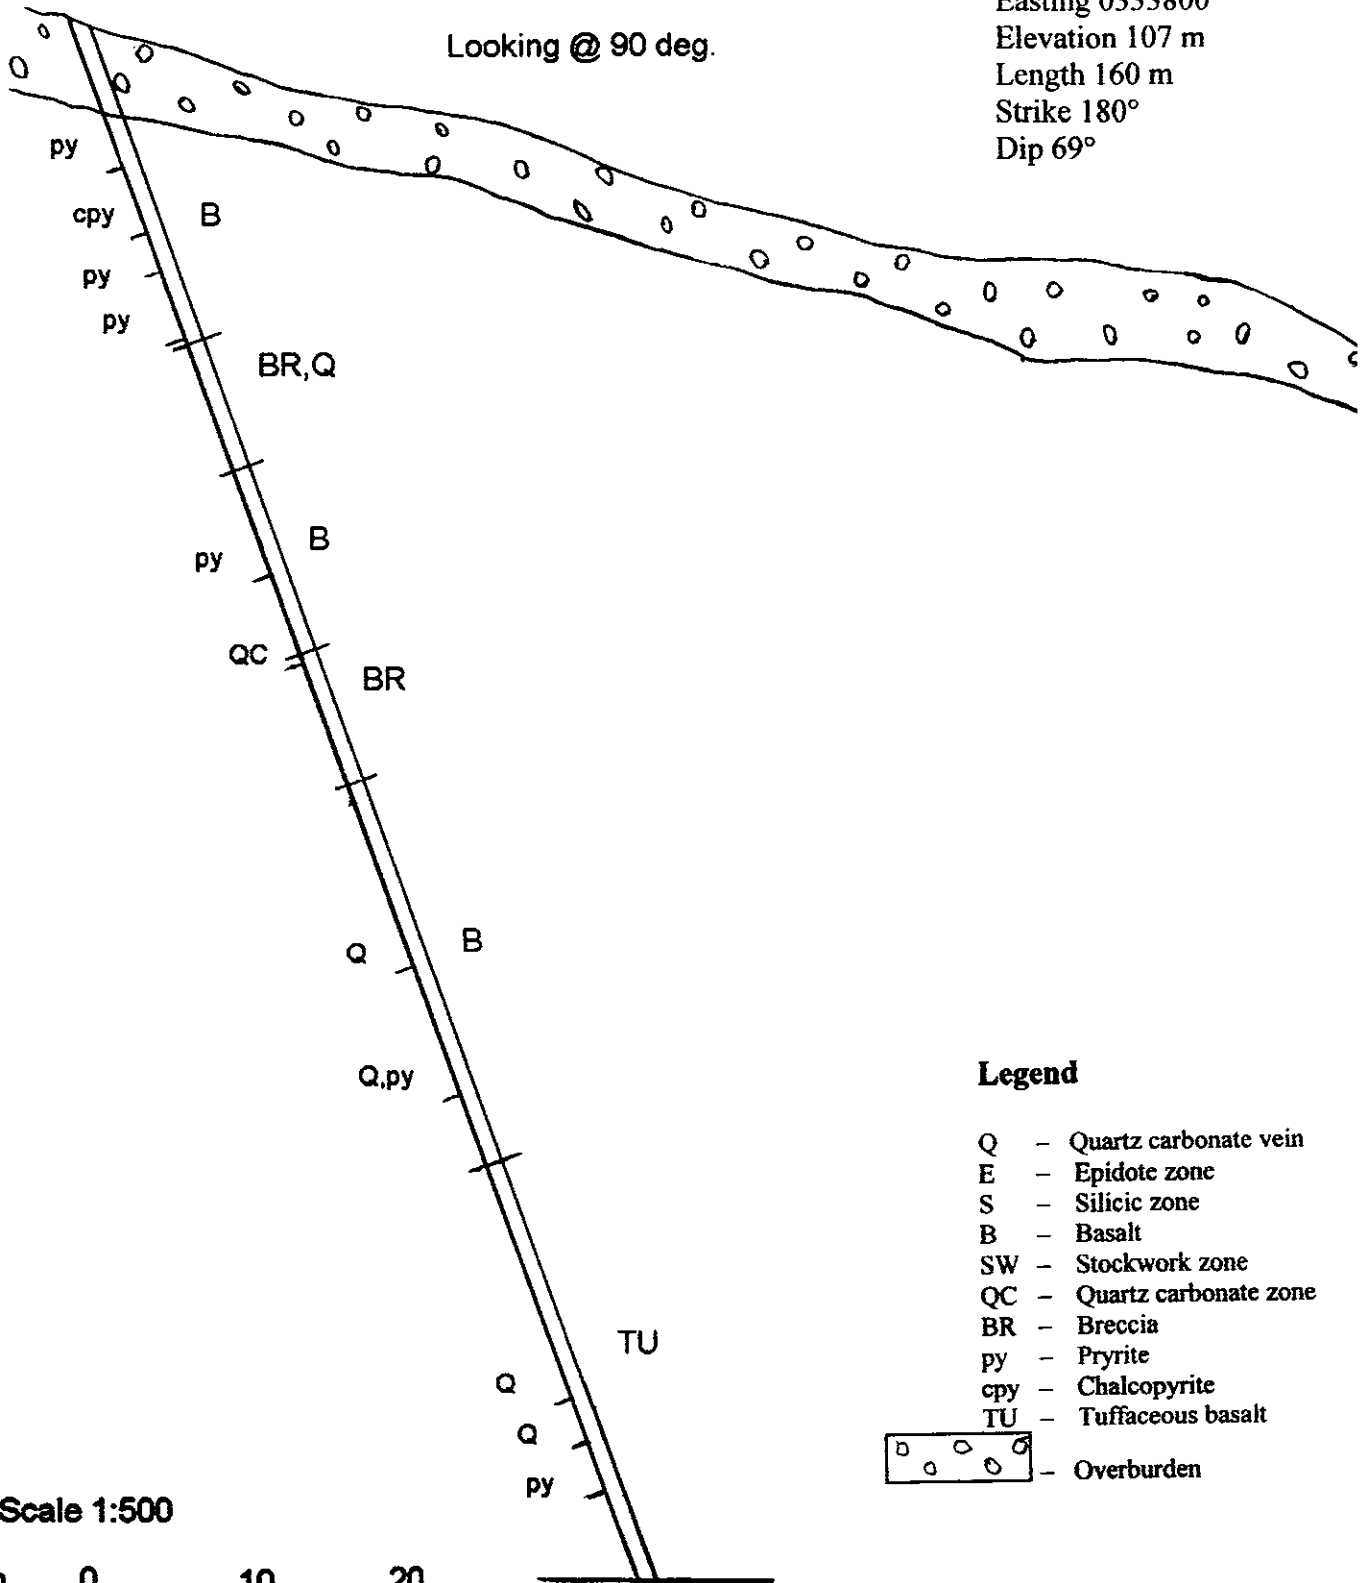 Looking @ 90 deg.
Elevation 107 m
Length 160 m
Strike 180°
Dip 69°
py
cpy
B
py
py
BR,Q
B
py
QC
BR
Q
B
Q,py
TU
Q
Q
py
Legend
Q – Quartz carbonate vein
E – Epidote zone
S – Silicic zone
B – Basalt
SW – Stockwork zone
QC – Quartz carbonate zone
BR – Breccia
py – Pryrite
cpy – Chalcopyrite
TU – Tuffaceous basalt
– Overburden
Scale 1:500
0 10 20